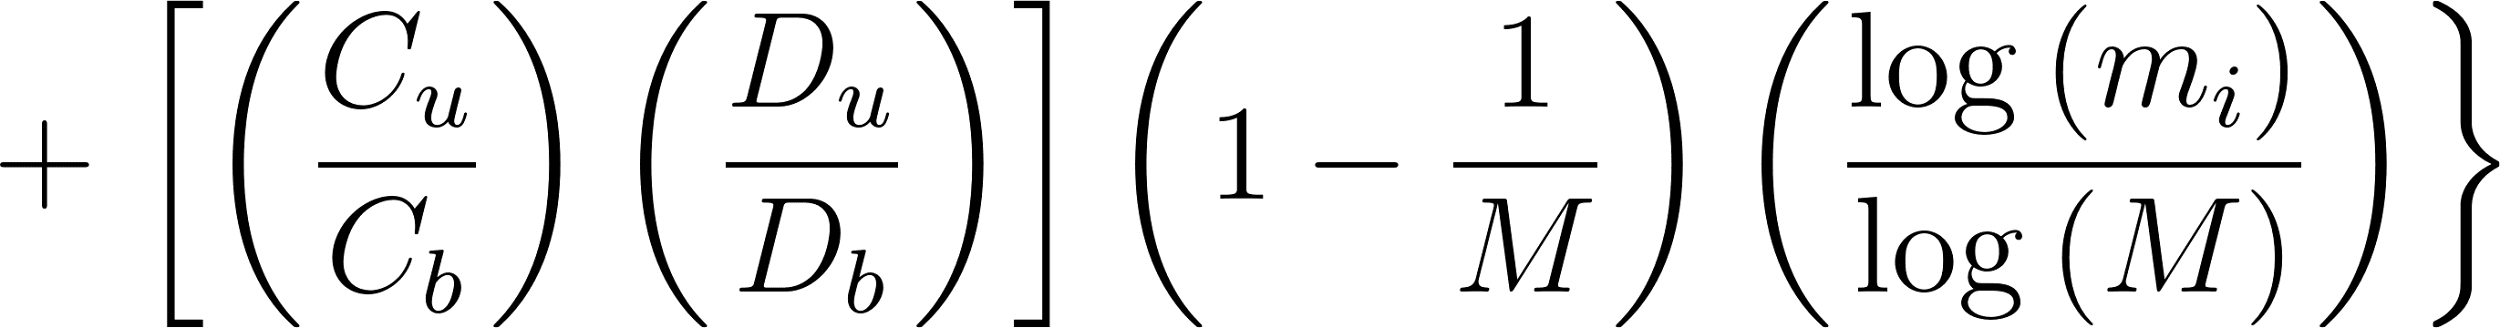 + \left[ \left( \frac{C_u}{C_b} \right) \left( \frac{D_u}{D_b} \right) \right] \left( 1 - \frac{1}{M} \right) \left( \frac{\log(m_i)}{\log(M)} \right) \right\}